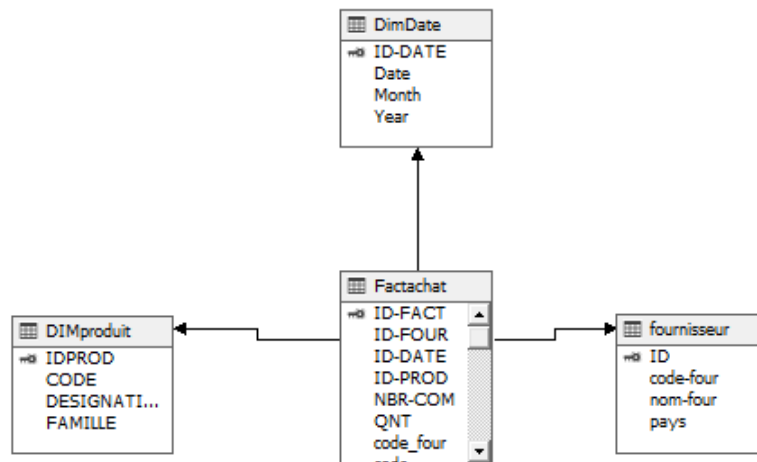 DimDate
ID-DATE
Date
Month
Year
Factachat
ID-FACT
ID-FOUR
ID-DATE
ID-PROD
NBR-COM
QNT
code_four
DIMproduit
IDPROD
CODE
DESIGNATI...
FAMILLE
fournisseur
ID
code-four
nom-four
pays